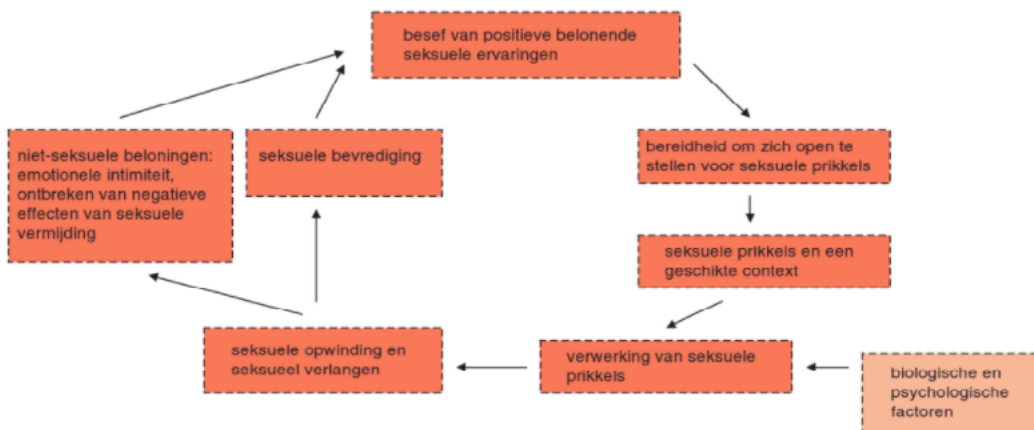 besef van positieve belonende
seksuele ervaringen
bereidheid om zich open te
stellen voor seksuele prikkels
seksuele prikkels en een
geschikte context
verwerking van seksuele
prikkels
biologische en
psychologische
factoren
seksuele opwinding en
seksueel verlangen
seksuele bevrediging
niet-seksuele beloningen:
emotionele intimiteit,
ontbreken van negatieve
effecten van seksuele
vermijding